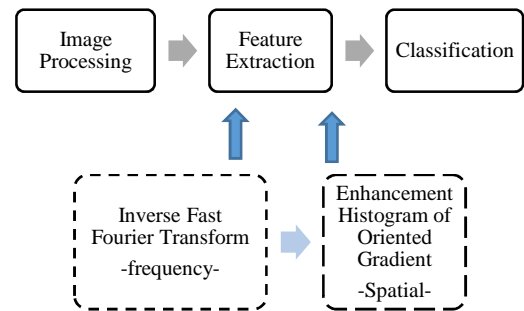 Image
Processing
Feature
Extraction
Classification
Inverse Fast
Fourier Transform
-frequency-
Enhancement
Histogram of
Oriented
Gradient
-Spatial-